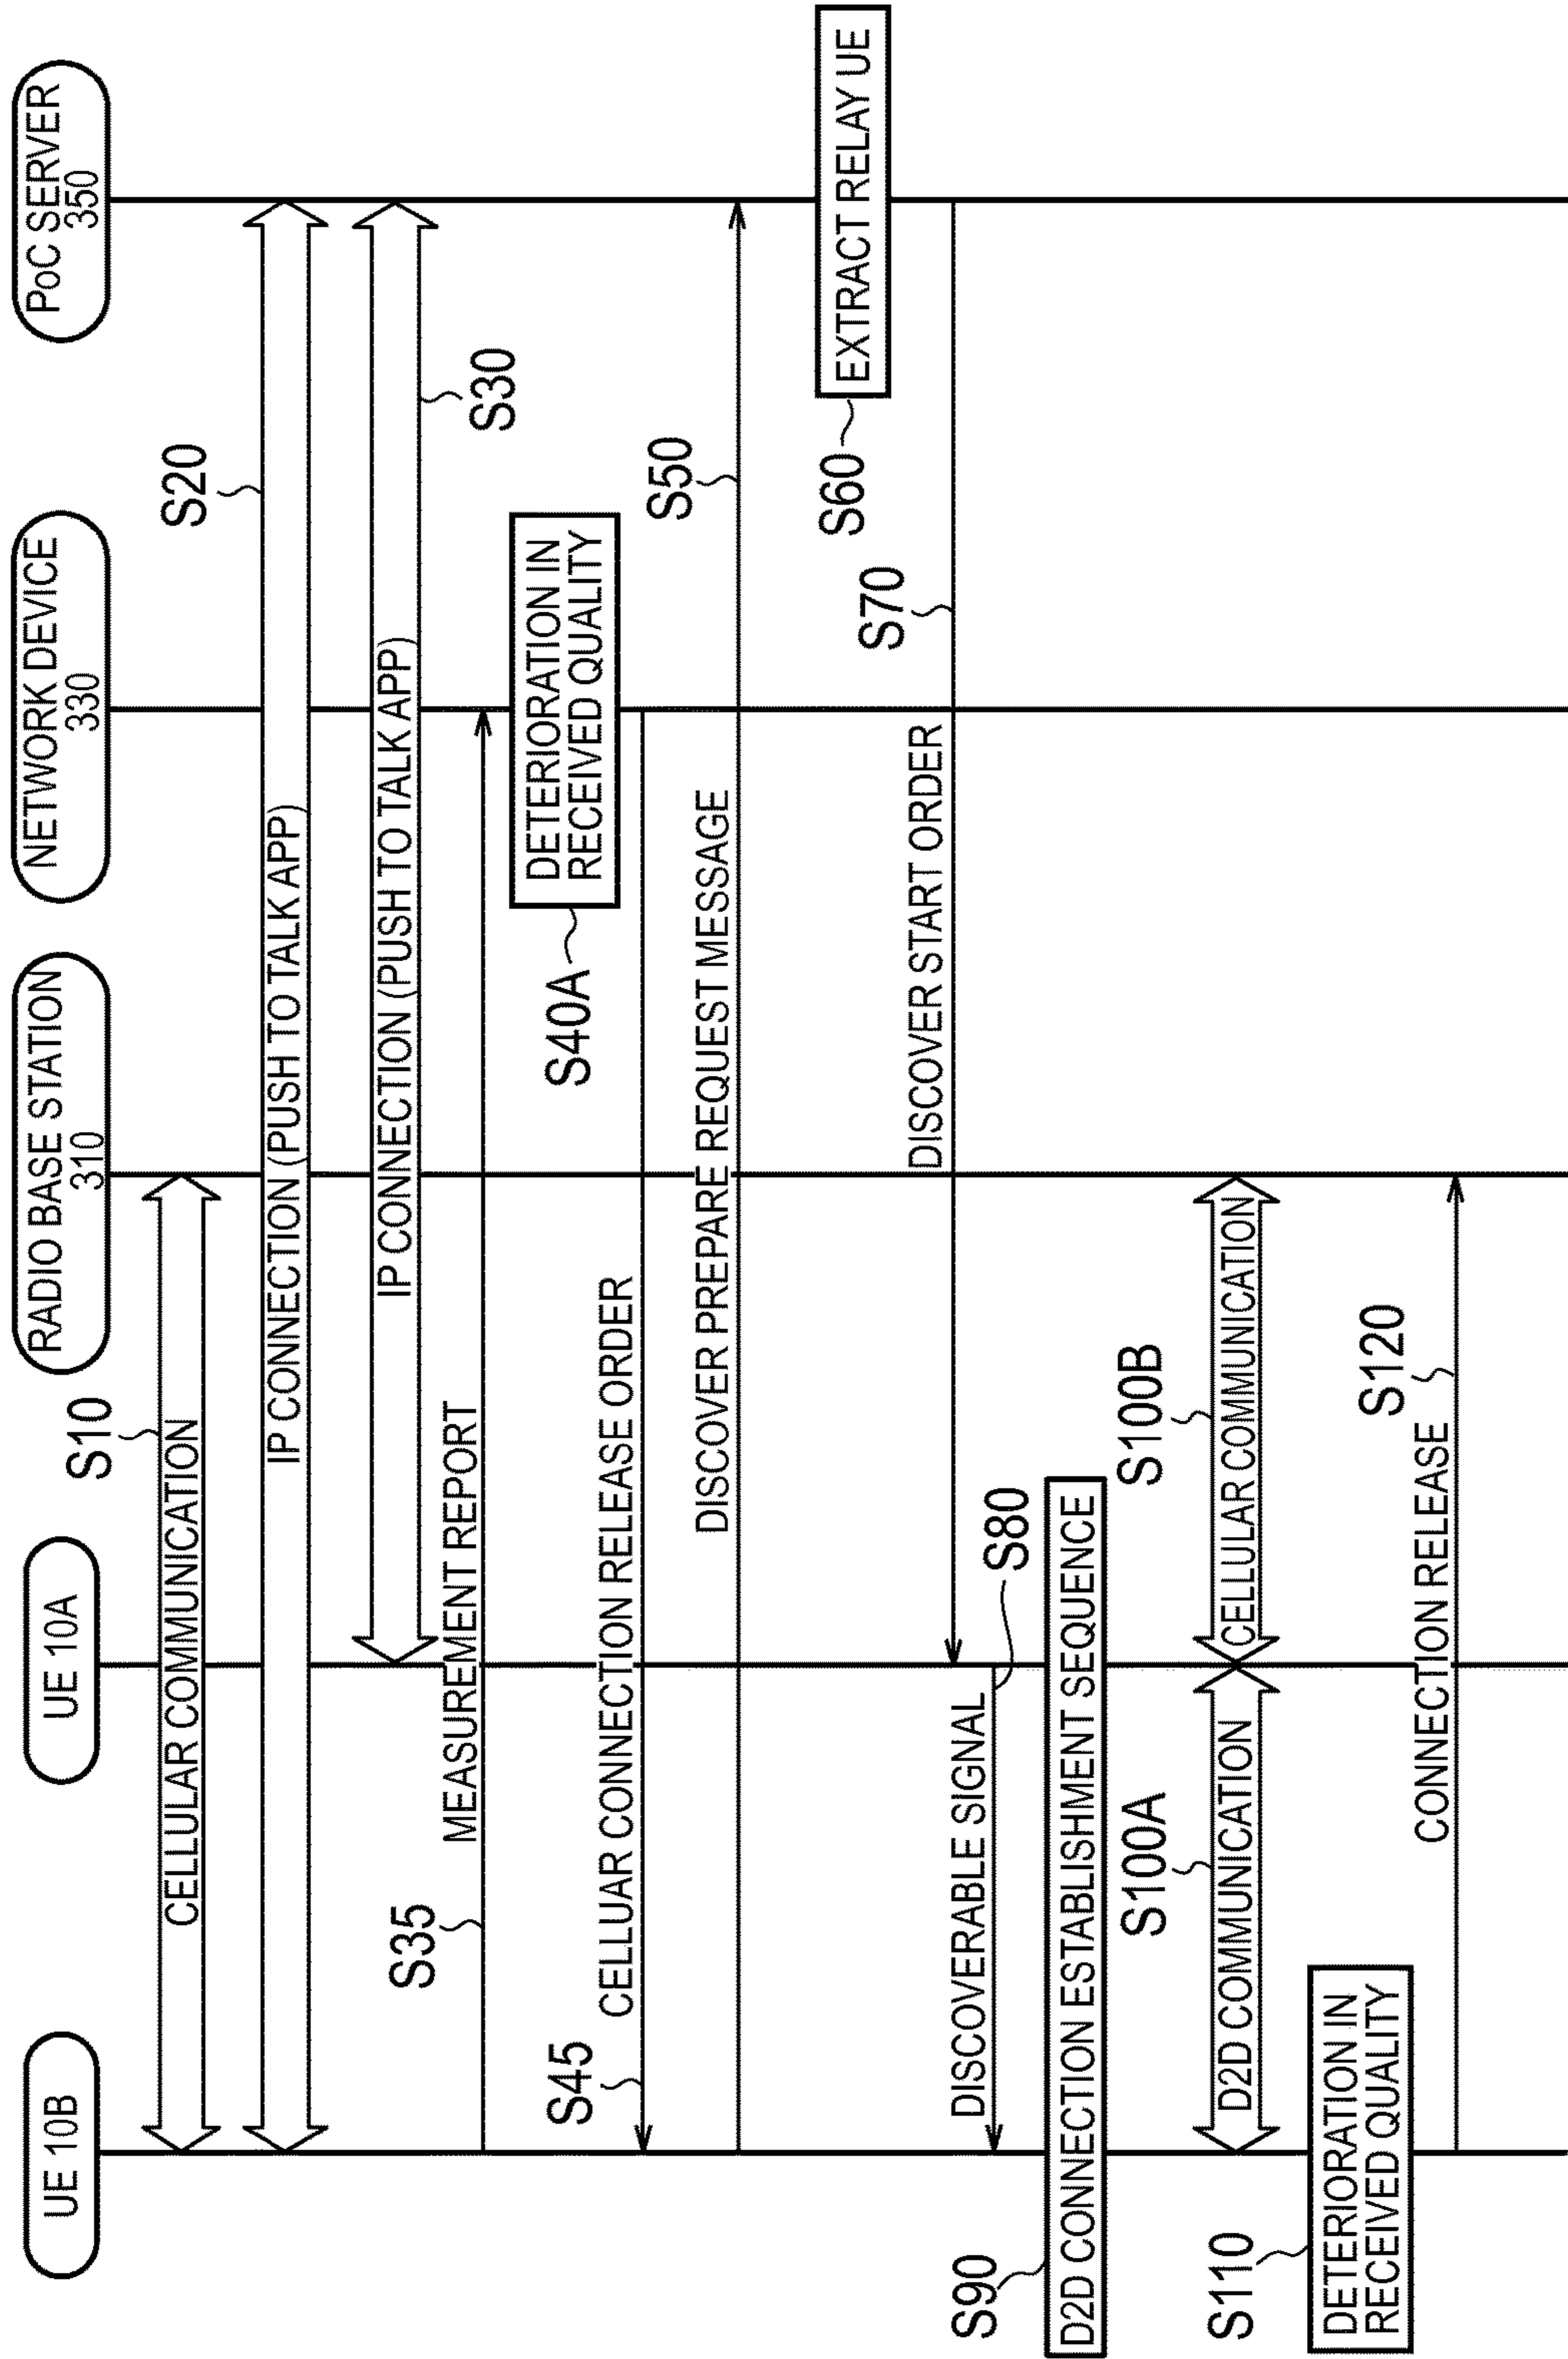 UE 10B
UE 10A
RADIO BASE STATION
310
NETWORK DEVICE
330
PoC SERVER
350
S10
CELLULAR COMMUNICATION
S20
IP CONNECTION (PUSH TO TALK APP)
IP CONNECTION (PUSH TO TALK APP)
S30
S35
MEASUREMENT REPORT
S40A
DETERIORATION IN
RECEIVED QUALITY
S45
CELLUAR CONNECTION RELEASE ORDER
S50
DISCOVER PREPARE REQUEST MESSAGE
S60
EXTRACT RELAY UE
S70
DISCOVER START ORDER
DISCOVERABLE SIGNAL
S80
S90
D2D CONNECTION ESTABLISHMENT SEQUENCE
S100A
S100B
D2D COMMUNICATION
CELLULAR COMMUNICATION
S110
DETERIORATION IN
RECEIVED QUALITY
CONNECTION RELEASE
S120